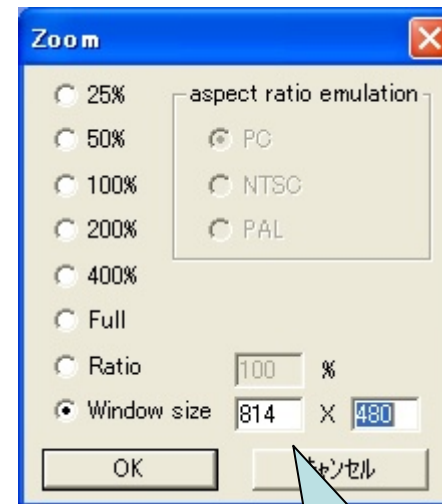 Zoom
25%
aspect ratio emulation
50%
PC
100%
NTSC
200%
PAL
400%
Full
Ratio 100 %
Window size 814 X 480
OK
キャンセル